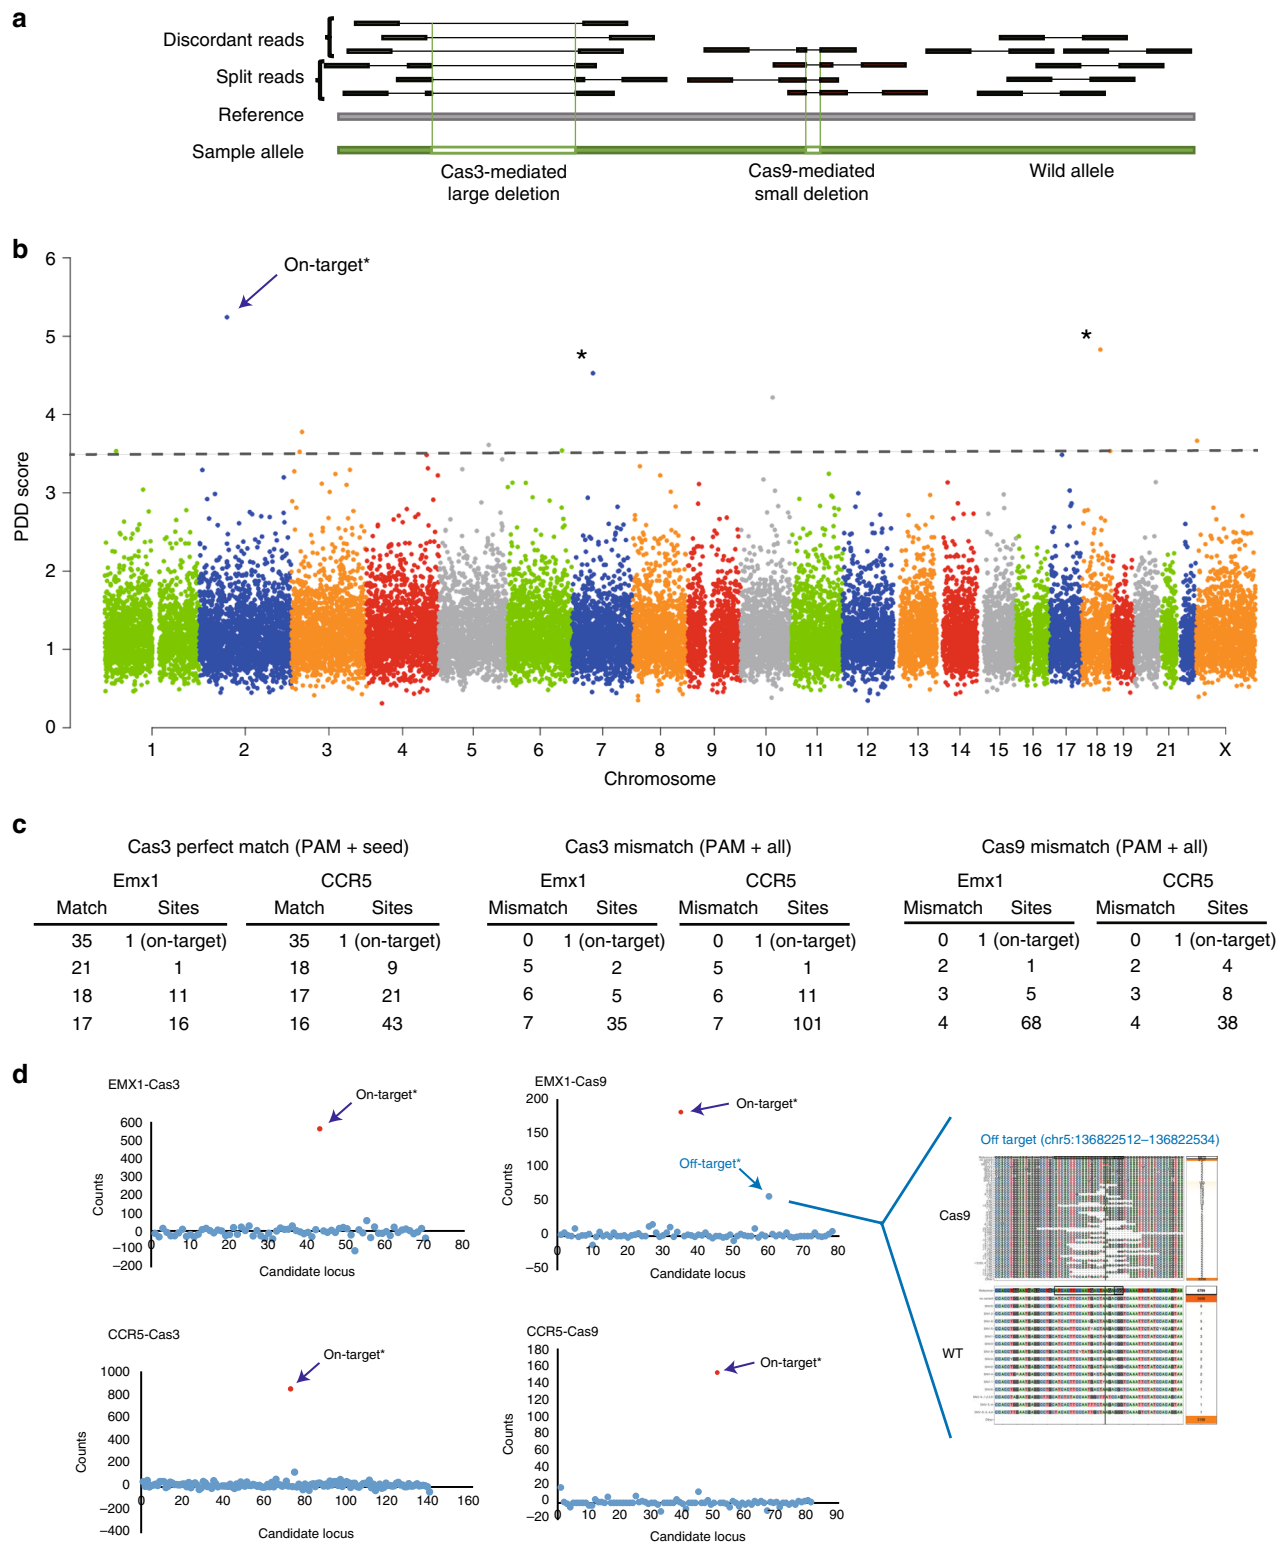 a
Discordant reads
Split reads
Reference
Sample allele
Cas3-mediated
large deletion
Cas9-mediated
small deletion
Wild allele
b
PDD score
6
5
4
3
2
1
0
On-target*
*
*
1 2 3 4 5 6 7 8 9 10 11 12 13 14 15 16 17 18 19 21 X
Chromosome
c
Cas3 perfect match (PAM + seed)
Emx1 CCR5
Match Sites Match Sites
35 1 (on-target) 35 1 (on-target)
21 1 18 9
18 11 17 21
17 16 16 43
Cas3 mismatch (PAM + all)
Emx1 CCR5
Mismatch Sites Mismatch Sites
0 1 (on-target) 0 1 (on-target)
5 2 5 1
6 5 6 11
7 35 7 101
Cas9 mismatch (PAM + all)
Emx1 CCR5
Mismatch Sites Mismatch Sites
0 1 (on-target) 0 1 (on-target)
2 1 2 4
3 5 3 8
4 68 4 38
d
EMX1-Cas3
On-target*
Counts
600
500
400
300
200
100
0
–100
–200
0 10 20 30 40 50 60 70 80
Candidate locus
EMX1-Cas9
On-target*
Off-target*
Counts
200
150
100
50
0
–50
0 10 20 30 40 50 60 70 80
Candidate locus
Off target (chr5:136822512–136822534)
Cas9
WT
CCR5-Cas3
On-target*
Counts
1000
800
600
400
200
0
–200
–400
0 20 40 60 80 100 120 140 160
Candidate locus
CCR5-Cas9
On-target*
Counts
180
160
140
120
100
80
60
40
20
0
–20
0 10 20 30 40 50 60 70 80 90
Candidate locus